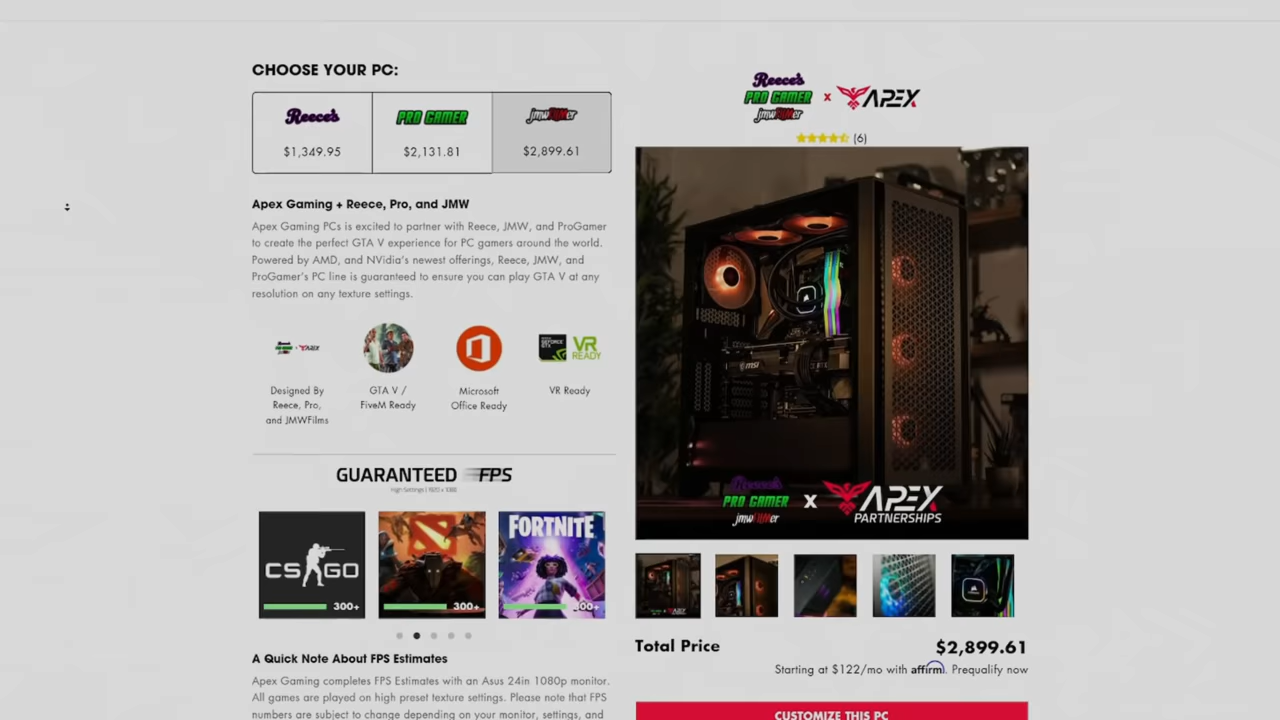 CHOOSE YOUR PC:
Reece's
PRO GAMER
jmwfilmer
$1,349.95
$2,131.81
$2,899.61
Apex Gaming + Reece, Pro, and JMW
Apex Gaming PCs is excited to partner with Reece, JMW, and ProGamer
to create the perfect GTA V experience for PC gamers around the world.
Powered by AMD, and NVidia's newest offerings, Reece, JMW, and
ProGamer's PC line is guaranteed to ensure you can play GTA V at any
resolution on any texture settings.
Designed By
Reece, Pro,
and JMWFilms
GTA V /
FiveM Ready
Microsoft
Office Ready
GEFORCE
GTX
VR
READY
VR Ready
GUARANTEED FPS
High Settings | 1920 x 1080
CS GO
300+
300+
FORTNITE
300+
A Quick Note About FPS Estimates
Apex Gaming completes FPS Estimates with an Asus 24in 1080p monitor.
All games are played on high preset texture settings. Please note that FPS
numbers are subject to change depending on your monitor, settings, and
Reece's
PRO GAMER
jmwfilmer
x
APEX
(6)
msi
Reece's
PRO GAMER
jmwfilmer
X
APEX
PARTNERSHIPS
Total Price
$2,899.61
Starting at $122/mo with affirm. Prequalify now
CUSTOMIZE THIS PC